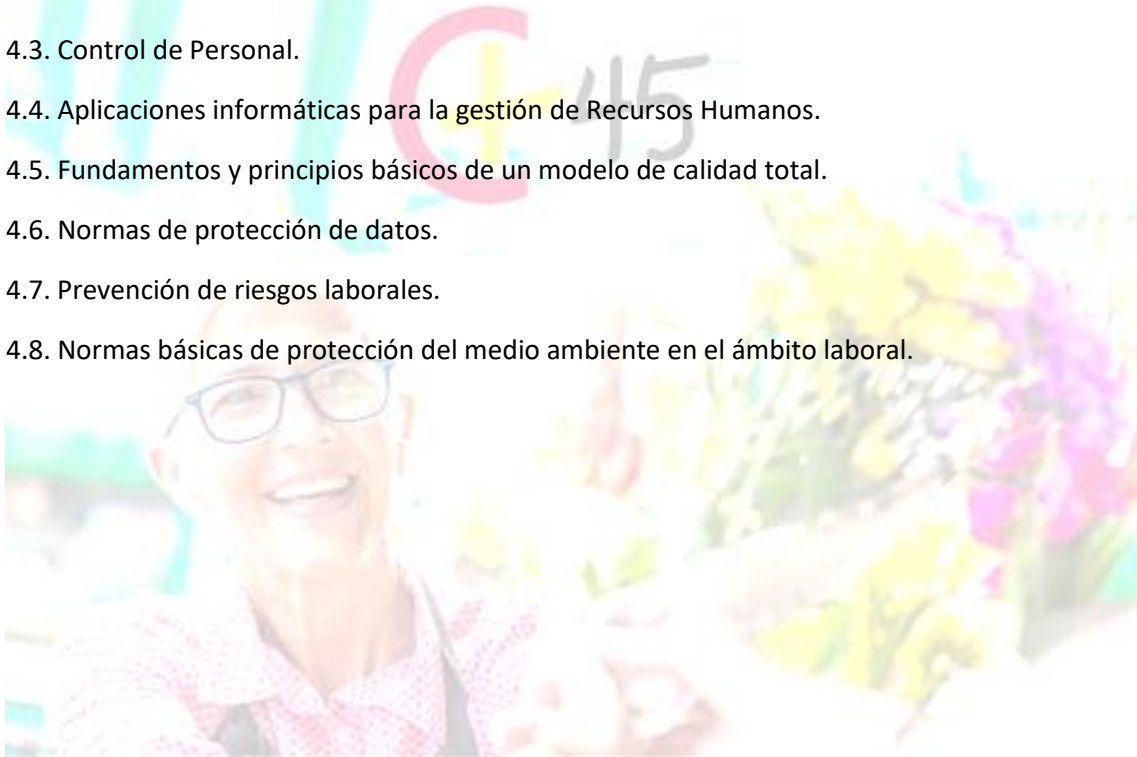 C+45
4.3. Control de Personal.
4.4. Aplicaciones informáticas para la gestión de Recursos Humanos.
4.5. Fundamentos y principios básicos de un modelo de calidad total.
4.6. Normas de protección de datos.
4.7. Prevención de riesgos laborales.
4.8. Normas básicas de protección del medio ambiente en el ámbito laboral.